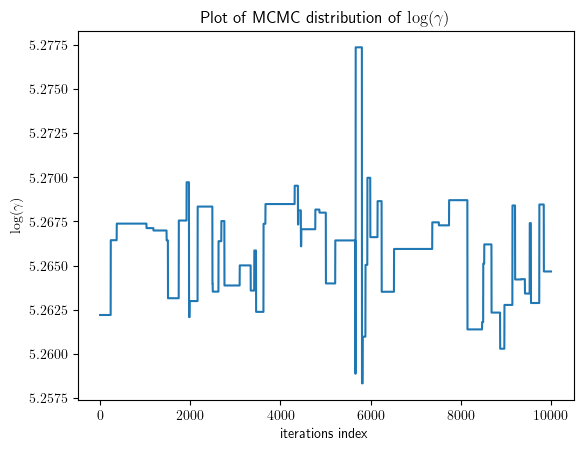 Plot of MCMC distribution of log(γ)
5.2775
5.2750
5.2725
5.2700
5.2675
5.2650
5.2625
5.2600
5.2575
log(γ)
0 2000 4000 6000 8000 10000
iterations index